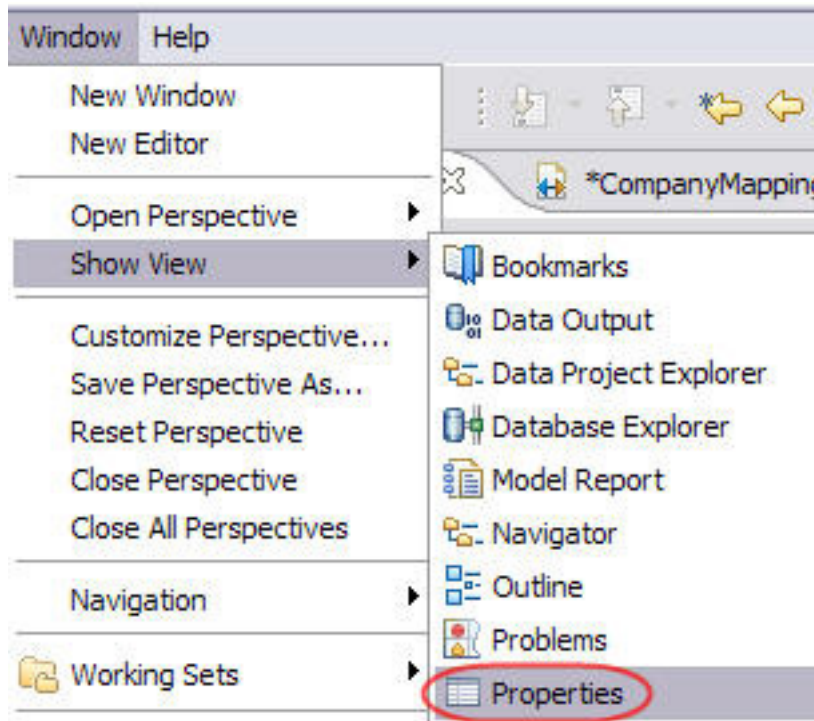 Window Help
New Window
New Editor
*CompanyMapping
Open Perspective
Show View
Bookmarks
Data Output
Customize Perspective...
Data Project Explorer
Save Perspective As...
Database Explorer
Reset Perspective
Close Perspective
Model Report
Close All Perspectives
Navigator
Outline
Navigation
Problems
Working Sets
Properties